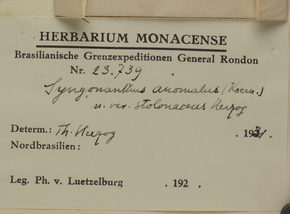 HERBARIUM MONACENSE
Brasilianische Grenzexpeditionen General Rondon
Nr. 23.739
Syngonanthus anomalus (Koern.)
n. var. stolonaceus Herzog
Determ.: Th. Herzog . 1931.
Nordbrasilien:
Leg. Ph. v. Luetzelburg . 192 .